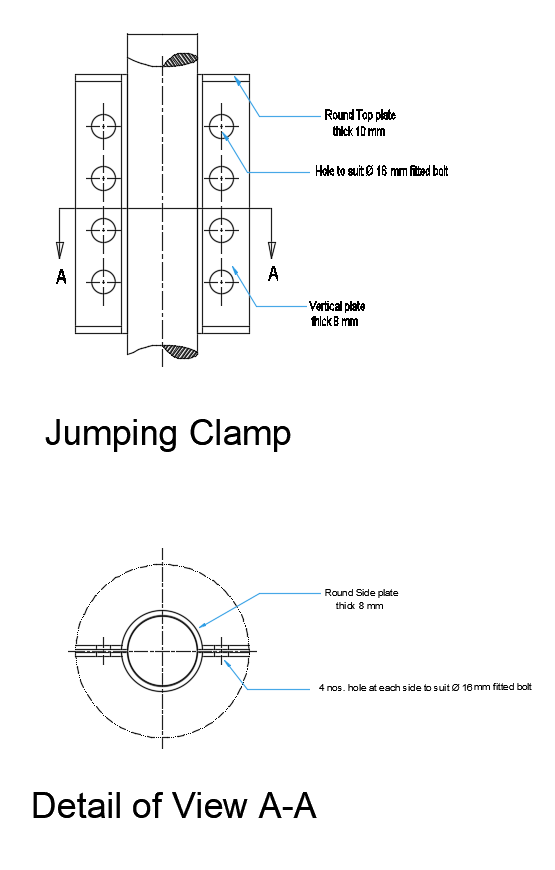 Round Top plate
thick 10 mm
Hole to suit Ø 16 mm fitted bolt
A
A
Vertical plate
thick 8 mm
Jumping Clamp
Round Side plate
thick 8 mm
4 nos. hole at each side to suit Ø 16 mm fitted bolt
Detail of View A-A